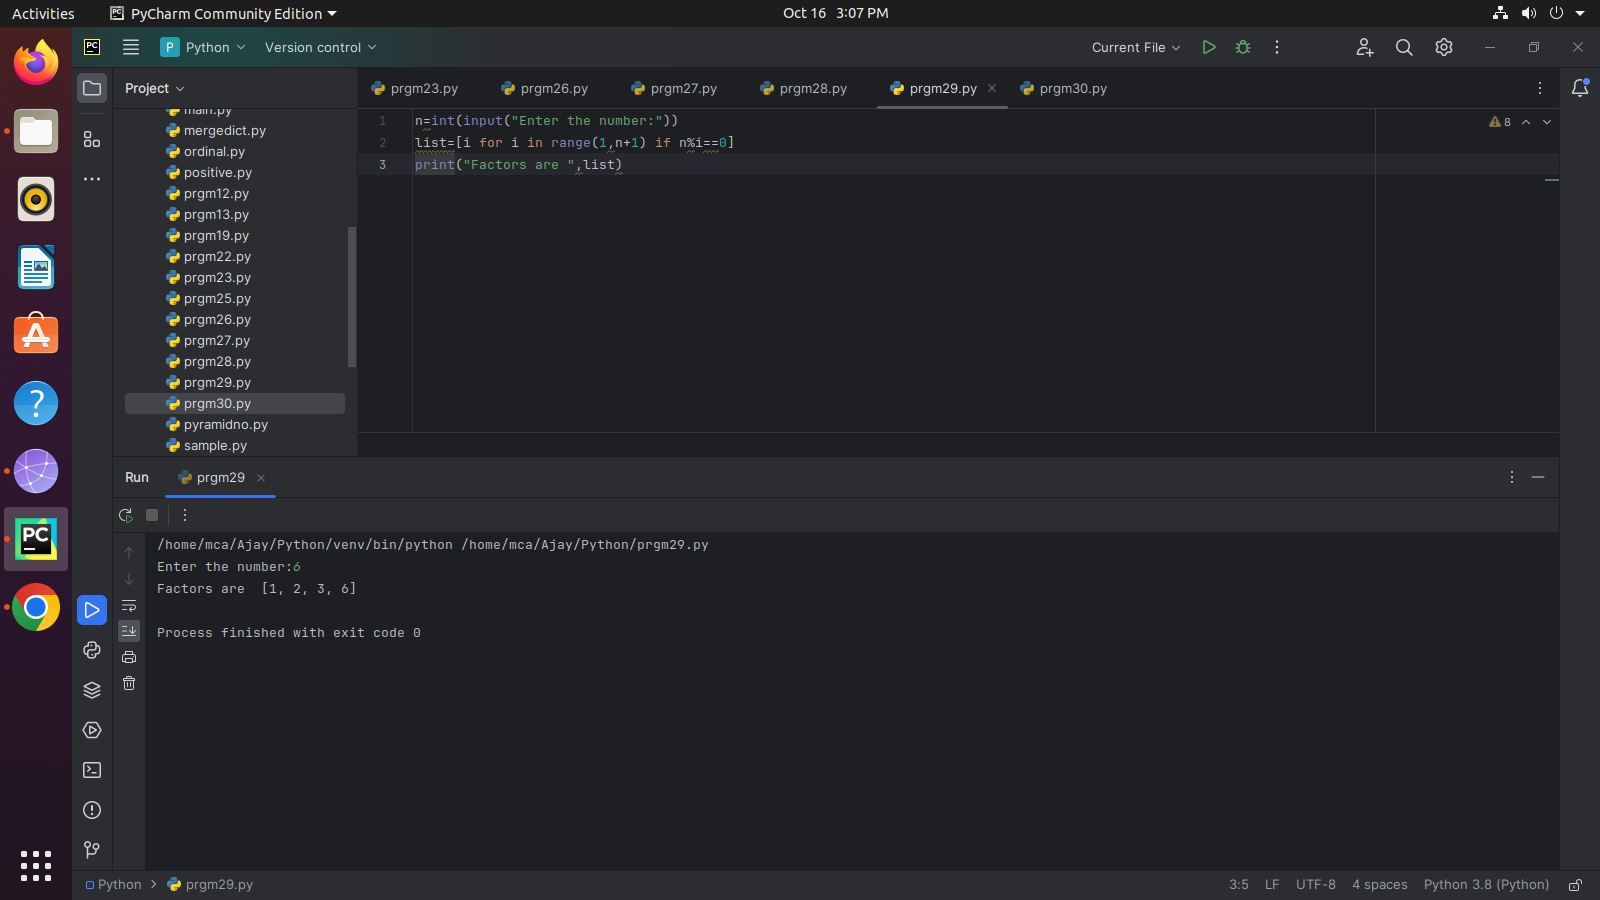 Activities
PC PyCharm Community Edition
Oct 16 3:07 PM
PC
P Python
Version control
Current File
Project
prgm23.py
prgm26.py
prgm27.py
prgm28.py
prgm29.py
prgm30.py
main.py
mergedict.py
ordinal.py
positive.py
prgm12.py
prgm13.py
prgm19.py
prgm22.py
prgm23.py
prgm25.py
prgm26.py
prgm27.py
prgm28.py
prgm29.py
prgm30.py
pyramidno.py
sample.py
1 n=int(input("Enter the number:"))
2 list=[i for i in range(1,n+1) if n%i==0]
3 print("Factors are ",list)
8
Run
prgm29
/home/mca/Ajay/Python/venv/bin/python /home/mca/Ajay/Python/prgm29.py
Enter the number:6
Factors are  [1, 2, 3, 6]
Process finished with exit code 0
PC
Python > prgm29.py
3:5 LF UTF-8 4 spaces Python 3.8 (Python)